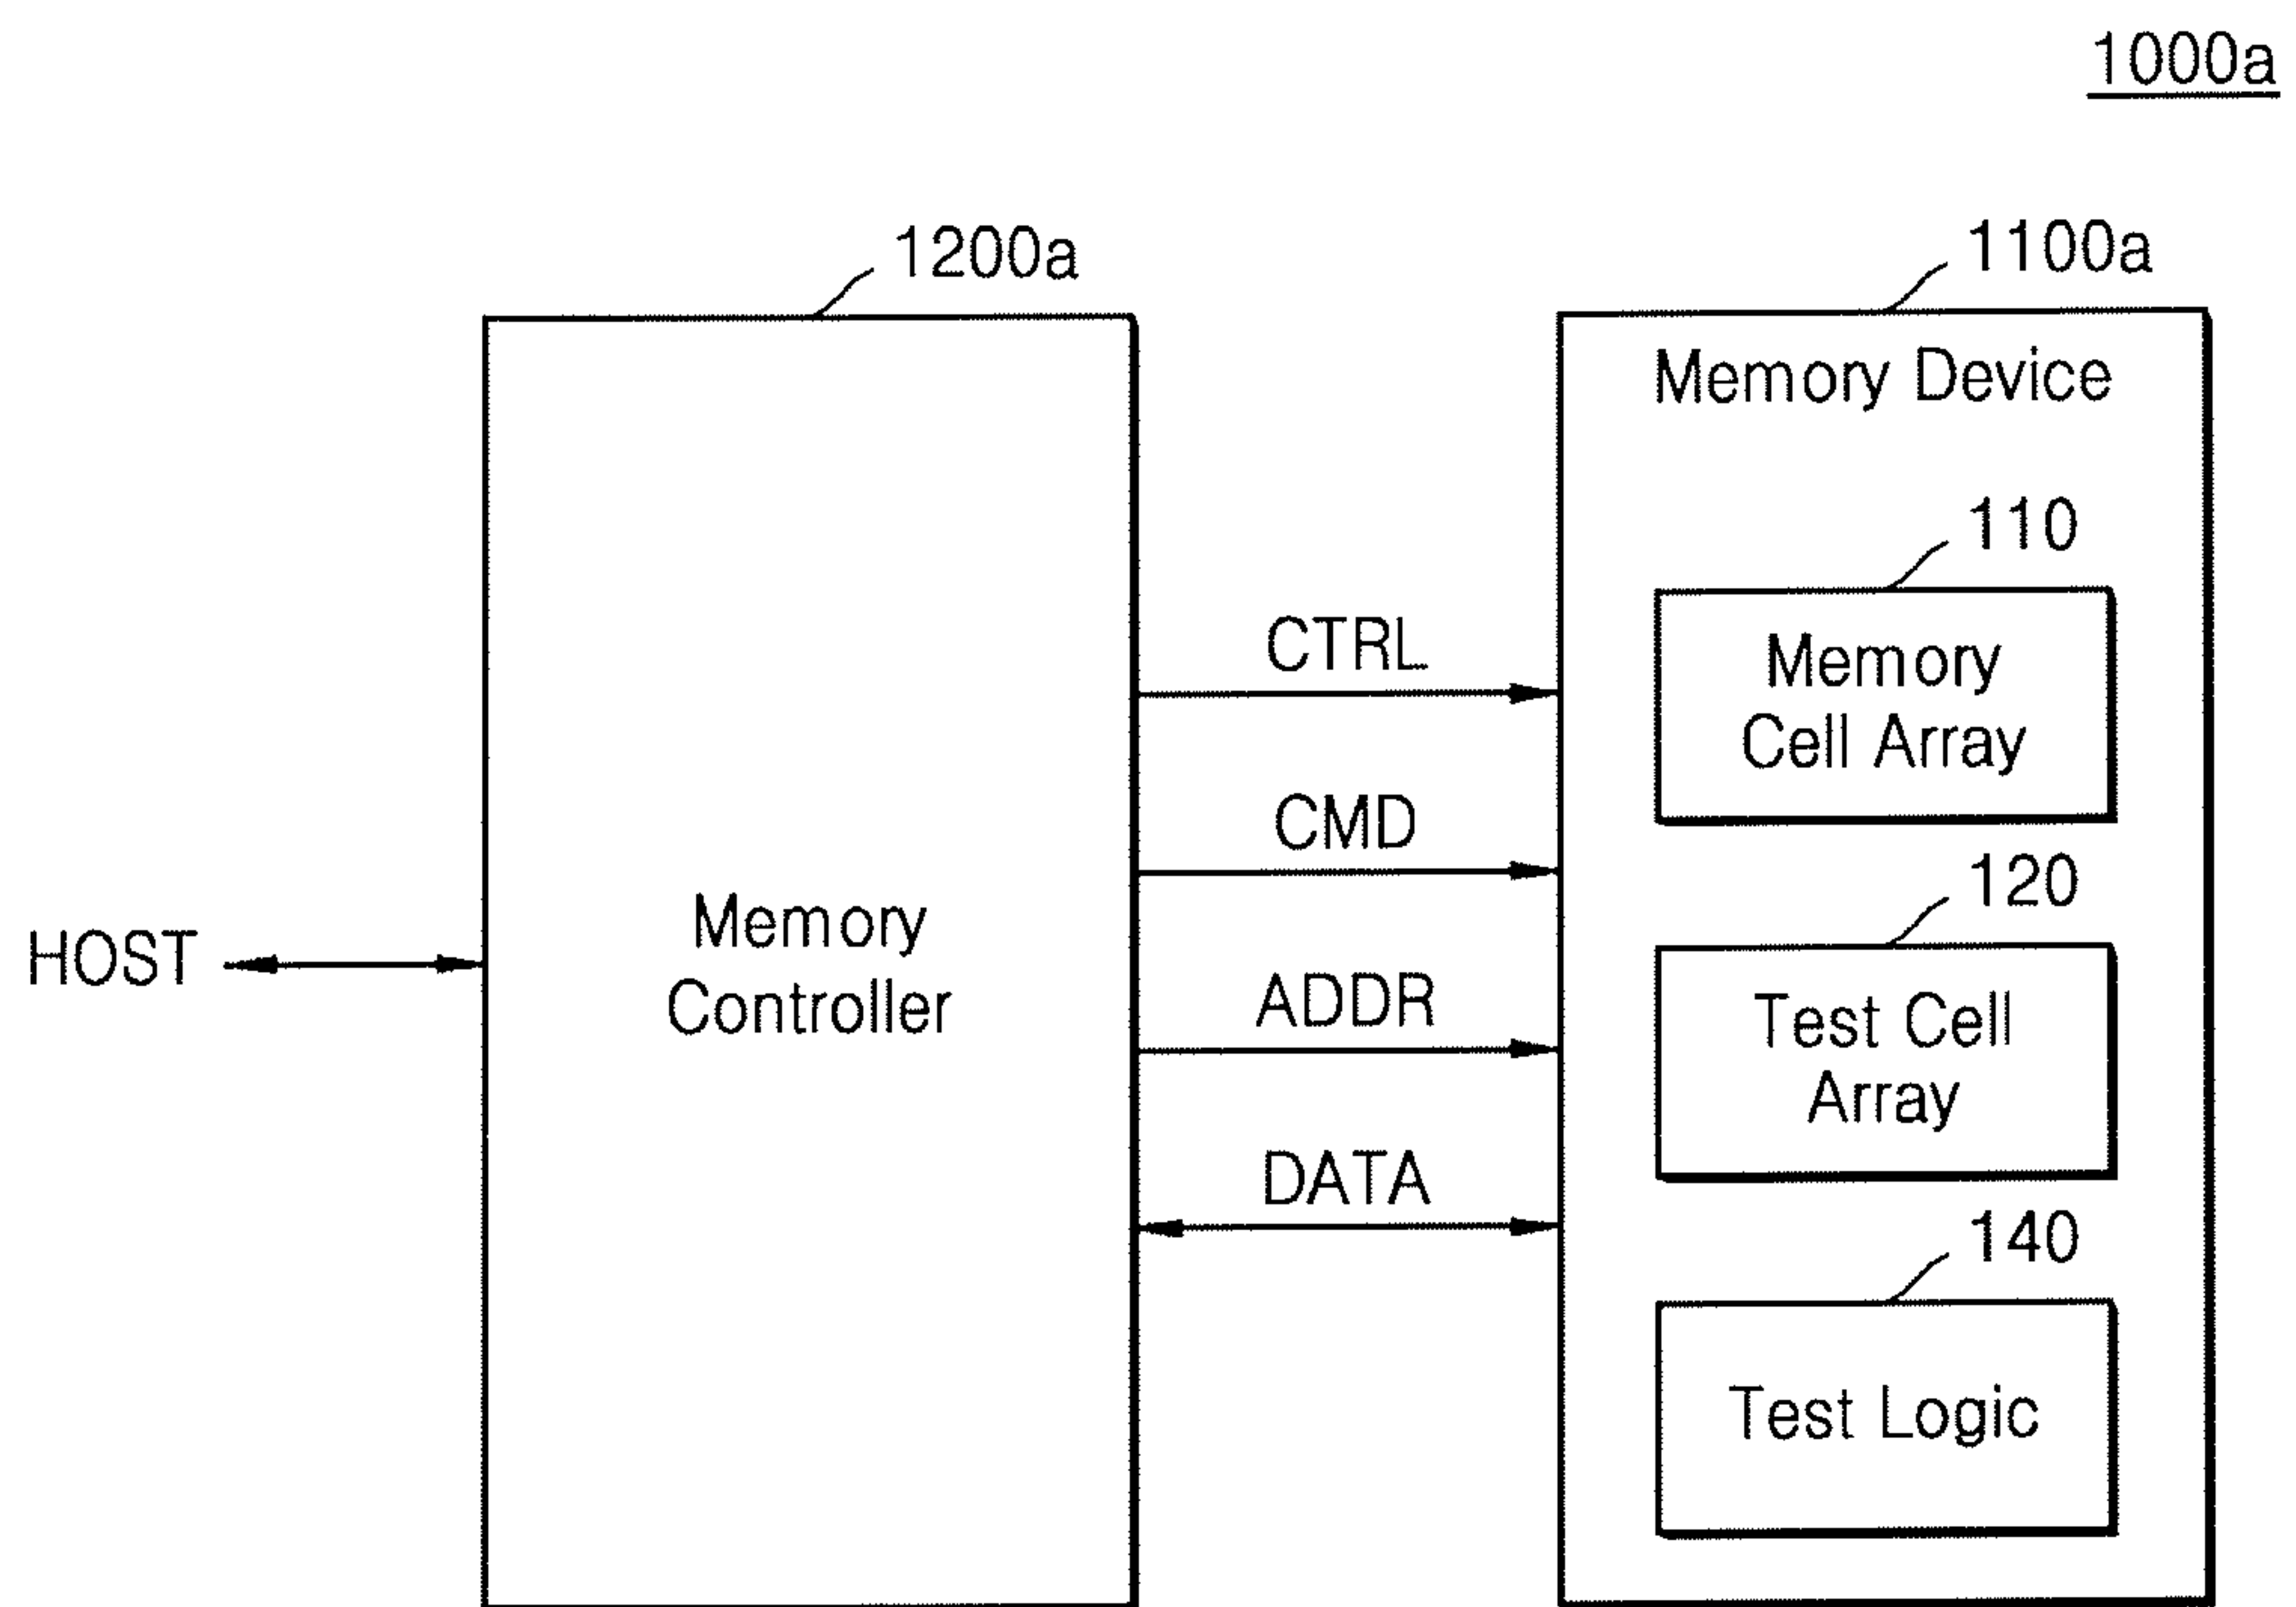 1000a
1200a
1100a
Memory Device
110
Memory
Cell Array
CTRL
CMD
120
Memory
Controller
HOST
ADDR
Test Cell
Array
DATA
140
Test Logic